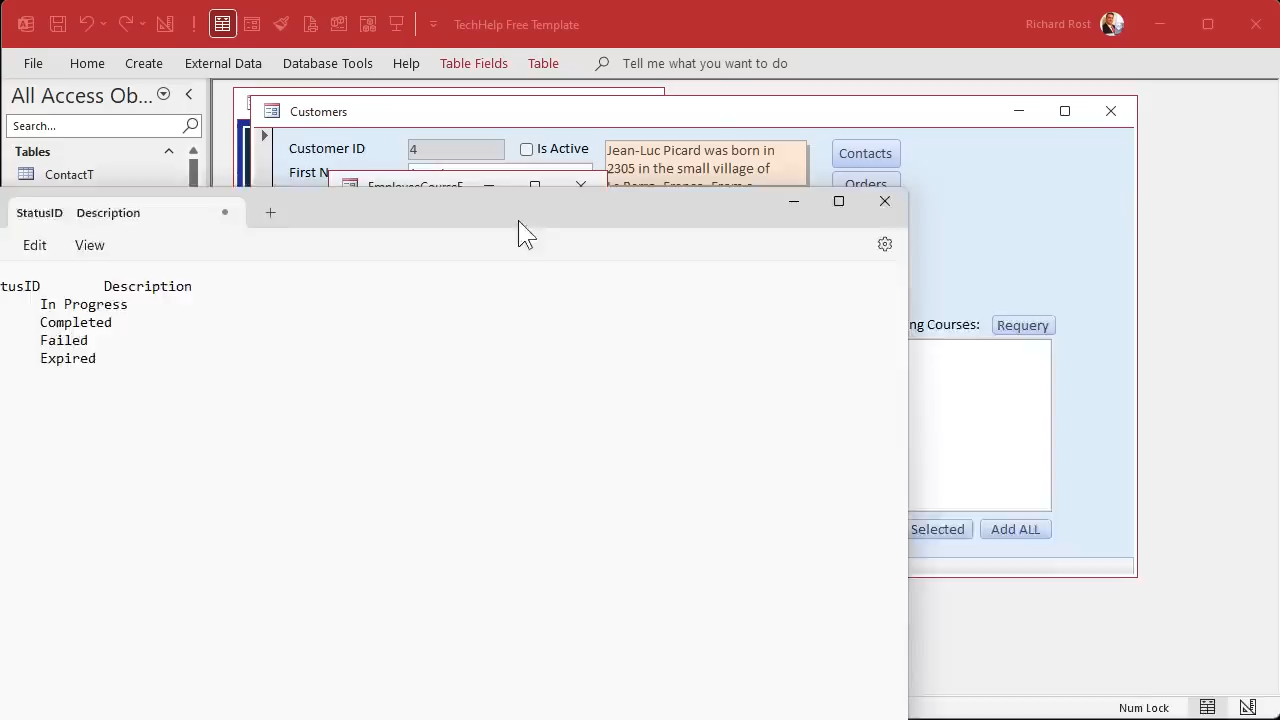 TechHelp Free Template
Richard Rost
File Home Create External Data Database Tools Help Table Fields Table Tell me what you want to do
All Access Ob...
Search...
Tables
ContactT
Customers
Customer ID 4 Is Active
First N
Jean-Luc Picard was born in
2305 in the small village of
Contacts
Orders
StatusID Description
Edit View
tusID Description
In Progress
Completed
Failed
Expired
ng Courses: Requery
Selected Add ALL
Num Lock